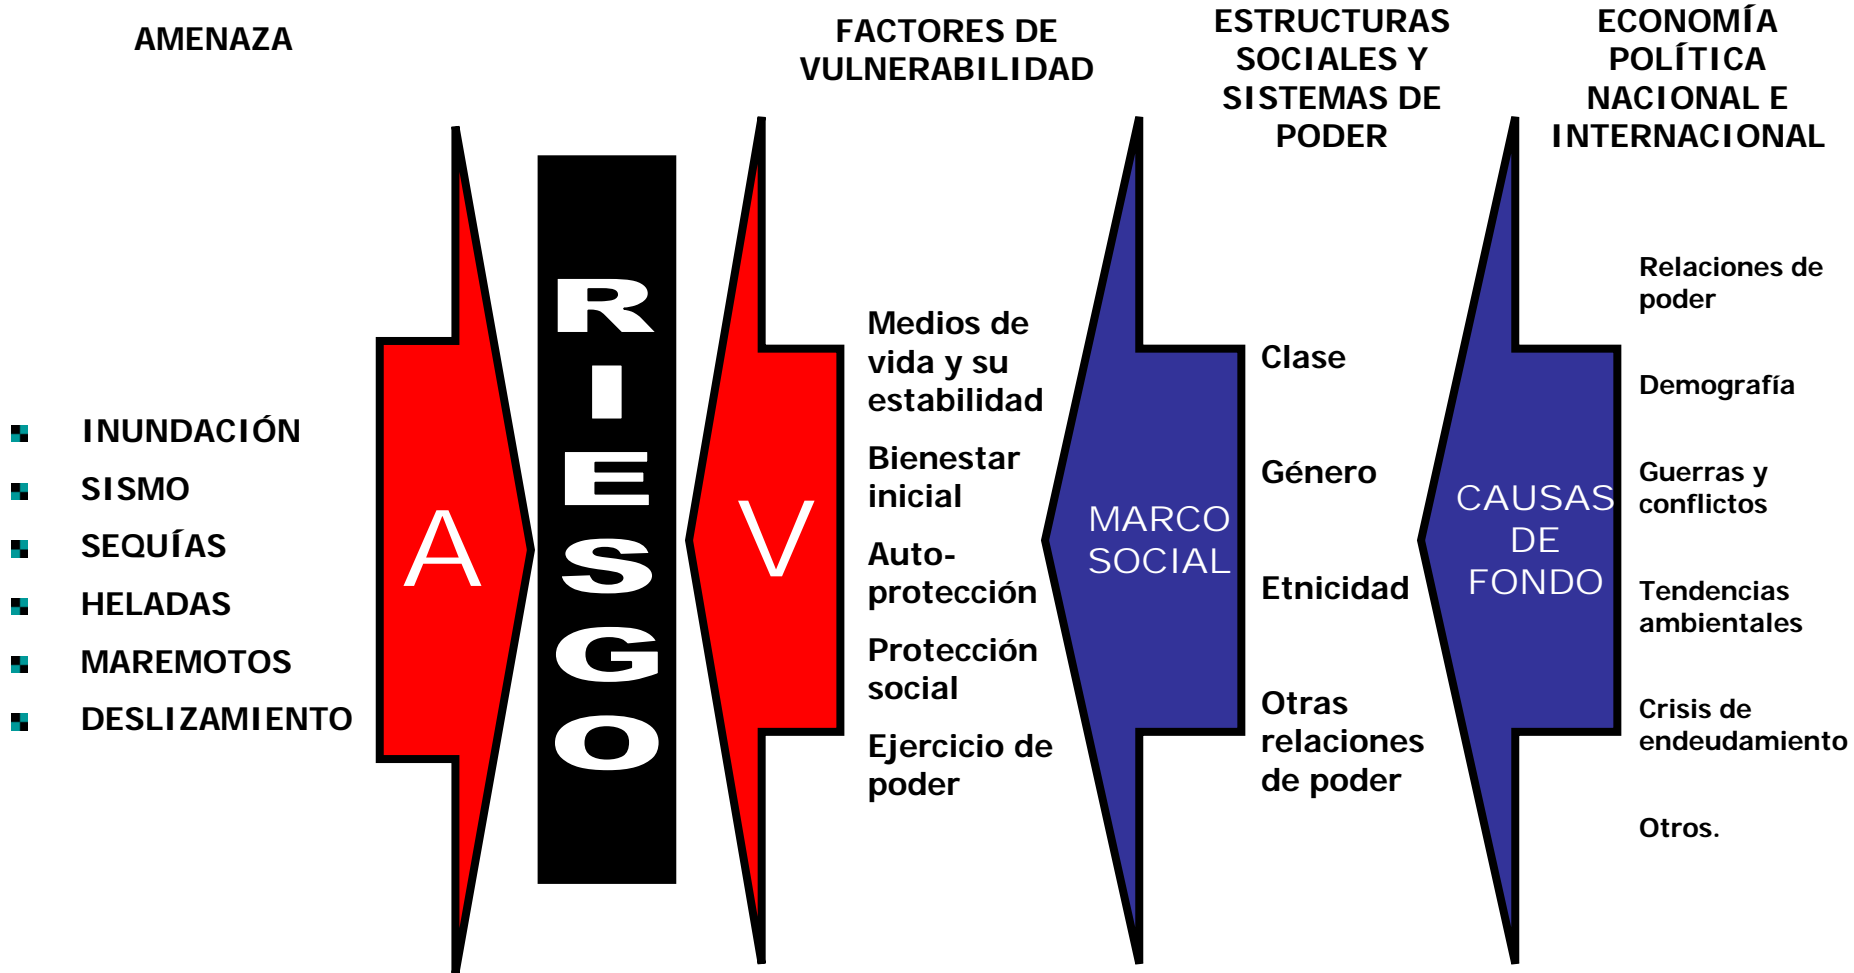 AMENAZA
INUNDACIÓN
SISMO
SEQUÍAS
HELADAS
MAREMOTOS
DESLIZAMIENTO
A
RIESGO
V
FACTORES DE
VULNERABILIDAD
Medios de
vida y su
estabilidad
Bienestar
inicial
Auto-
protección
Protección
social
Ejercicio de
poder
MARCO
SOCIAL
ESTRUCTURAS
SOCIALES Y
SISTEMAS DE
PODER
Clase
Género
Etnicidad
Otras
relaciones
de poder
CAUSAS
DE
FONDO
ECONOMÍA
POLÍTICA
NACIONAL E
INTERNACIONAL
Relaciones de
poder
Demografía
Guerras y
conflictos
Tendencias
ambientales
Crisis de
endeudamiento
Otros.